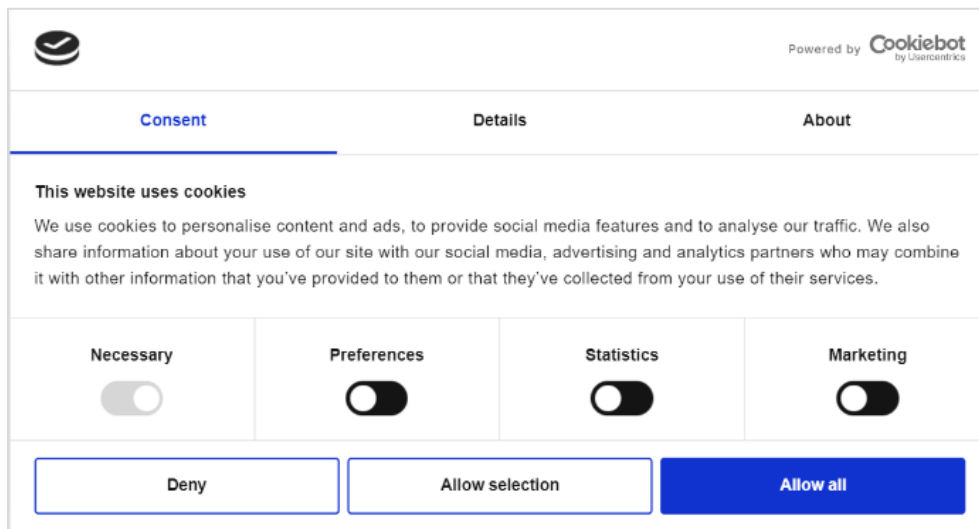 Powered by Cookiebot
by Usercentrics
Consent Details About
This website uses cookies
We use cookies to personalise content and ads, to provide social media features and to analyse our traffic. We also
share information about your use of our site with our social media, advertising and analytics partners who may combine
it with other information that you've provided to them or that they've collected from your use of their services.
Necessary Preferences Statistics Marketing
Deny Allow selection Allow all